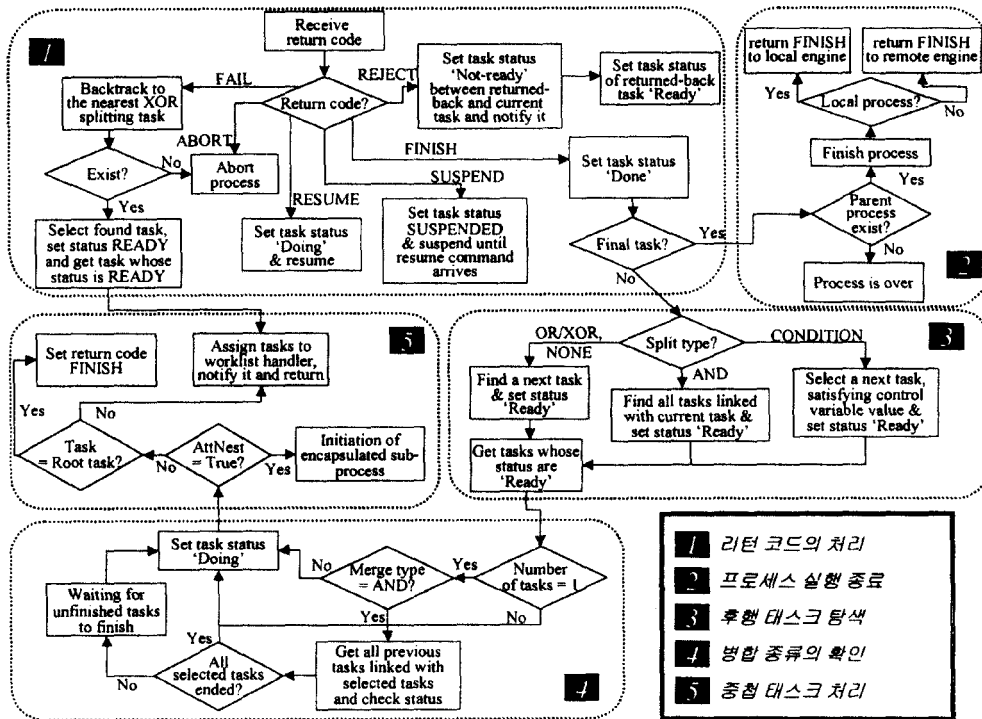 1
Receive
return code
FAIL
REJECT
Return code?
Backtrack to
the nearest XOR
splitting task
ABORT
Exist?
No
Abort
process
Yes
Select found task,
set status READY
and get task whose
status is READY
RESUME
Set task status
'Doing'
& resume
SUSPEND
Set task status
SUSPENDED
& suspend until
resume command
arrives
Set task status
'Not-ready'
between returned-
back and current
task and notify it
Set task status
of returned-back
task 'Ready'
FINISH
Set task status
'Done'
Final task?
Yes
No
return FINISH
to local engine
return FINISH
to remote engine
Yes
Local process?
No
Finish process
Yes
Parent
process
exist?
No
Process is over
2
3
Split type?
OR/XOR,
NONE
AND
CONDITION
Find a next task
& set status
'Ready'
Find all tasks linked
with current task &
set status 'Ready'
Select a next task,
satisfying control
variable value &
set status 'Ready'
Get tasks whose
status are
'Ready'
5
Set return code
FINISH
Assign tasks to
worklist handler,
notify it and return
Yes
No
Task
= Root task?
No
AttNest
= True?
Yes
Initiation of
encapsulated sub-
process
Set task status
'Doing'
No
Merge type
= AND?
Yes
Number
of tasks = 1
Waiting for
unfinished tasks
to finish
Yes
Yes
No
All
selected tasks
ended?
No
Get all previous
tasks linked with
selected tasks
and check status
4
1 리턴 코드의 처리
2 프로세스 실행 종료
3 후행 태스크 탐색
4 병합 종류의 확인
5 중첩 태스크 처리